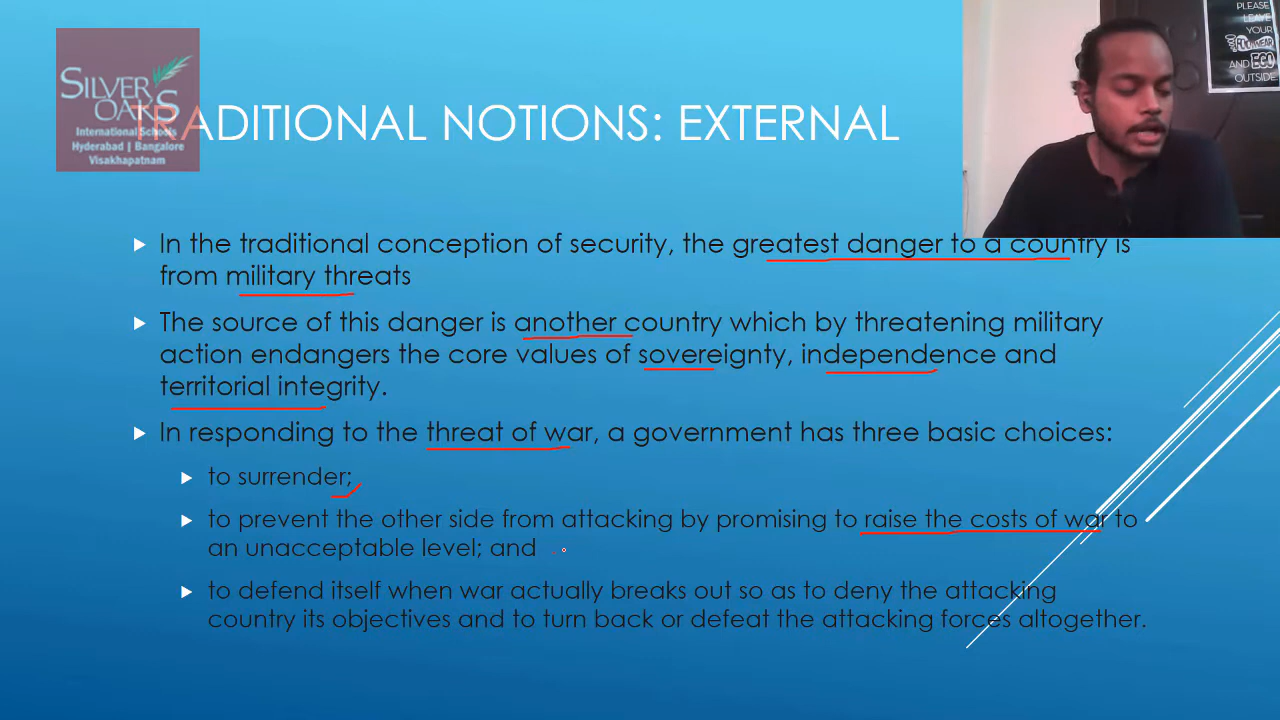 SILVER
OAKS
International Schools
Hyderabad | Bangalore
Visakhapatnam
TRADITIONAL NOTIONS: EXTERNAL
PLEASE
LEAVE
YOUR
FOOTWEAR
AND EGO
OUTSIDE
In the traditional conception of security, the greatest danger to a country is
from military threats
The source of this danger is another country which by threatening military
action endangers the core values of sovereignty, independence and
territorial integrity.
In responding to the threat of war, a government has three basic choices:
to surrender;
to prevent the other side from attacking by promising to raise the costs of war to
an unacceptable level; and
to defend itself when war actually breaks out so as to deny the attacking
country its objectives and to turn back or defeat the attacking forces altogether.